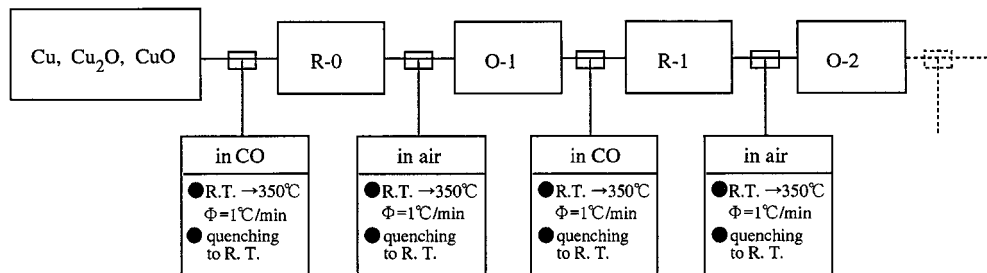 Cu, Cu2O, CuO
R-0
O-1
R-1
O-2
in CO
●R.T. →350℃
Φ=1℃/min
● quenching
to R. T.
in air
●R.T. →350℃
Φ=1℃/min
● quenching
to R. T.
in CO
●R.T. →350℃
Φ=1℃/min
● quenching
to R. T.
in air
●R.T. →350℃
Φ=1℃/min
● quenching
to R. T.